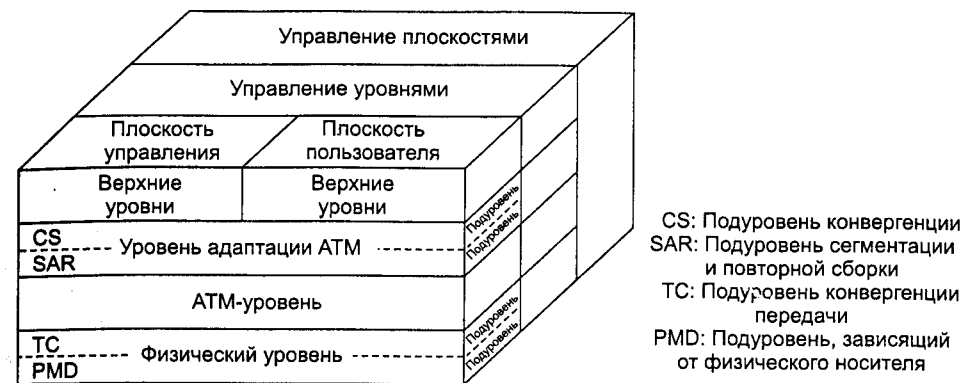 Управление плоскостями
Управление уровнями
Плоскость
управления
Плоскость
пользователя
Верхние
уровни
Верхние
уровни
Подуровень
Подуровень
CS
Уровень адаптации ATM
SAR
ATM-уровень
Подуровень
Подуровень
TC
Физический уровень
PMD
CS: Подуровень конвергенции
SAR: Подуровень сегментации
и повторной сборки
TC: Подуровень конвергенции
передачи
PMD: Подуровень, зависящий
от физического носителя